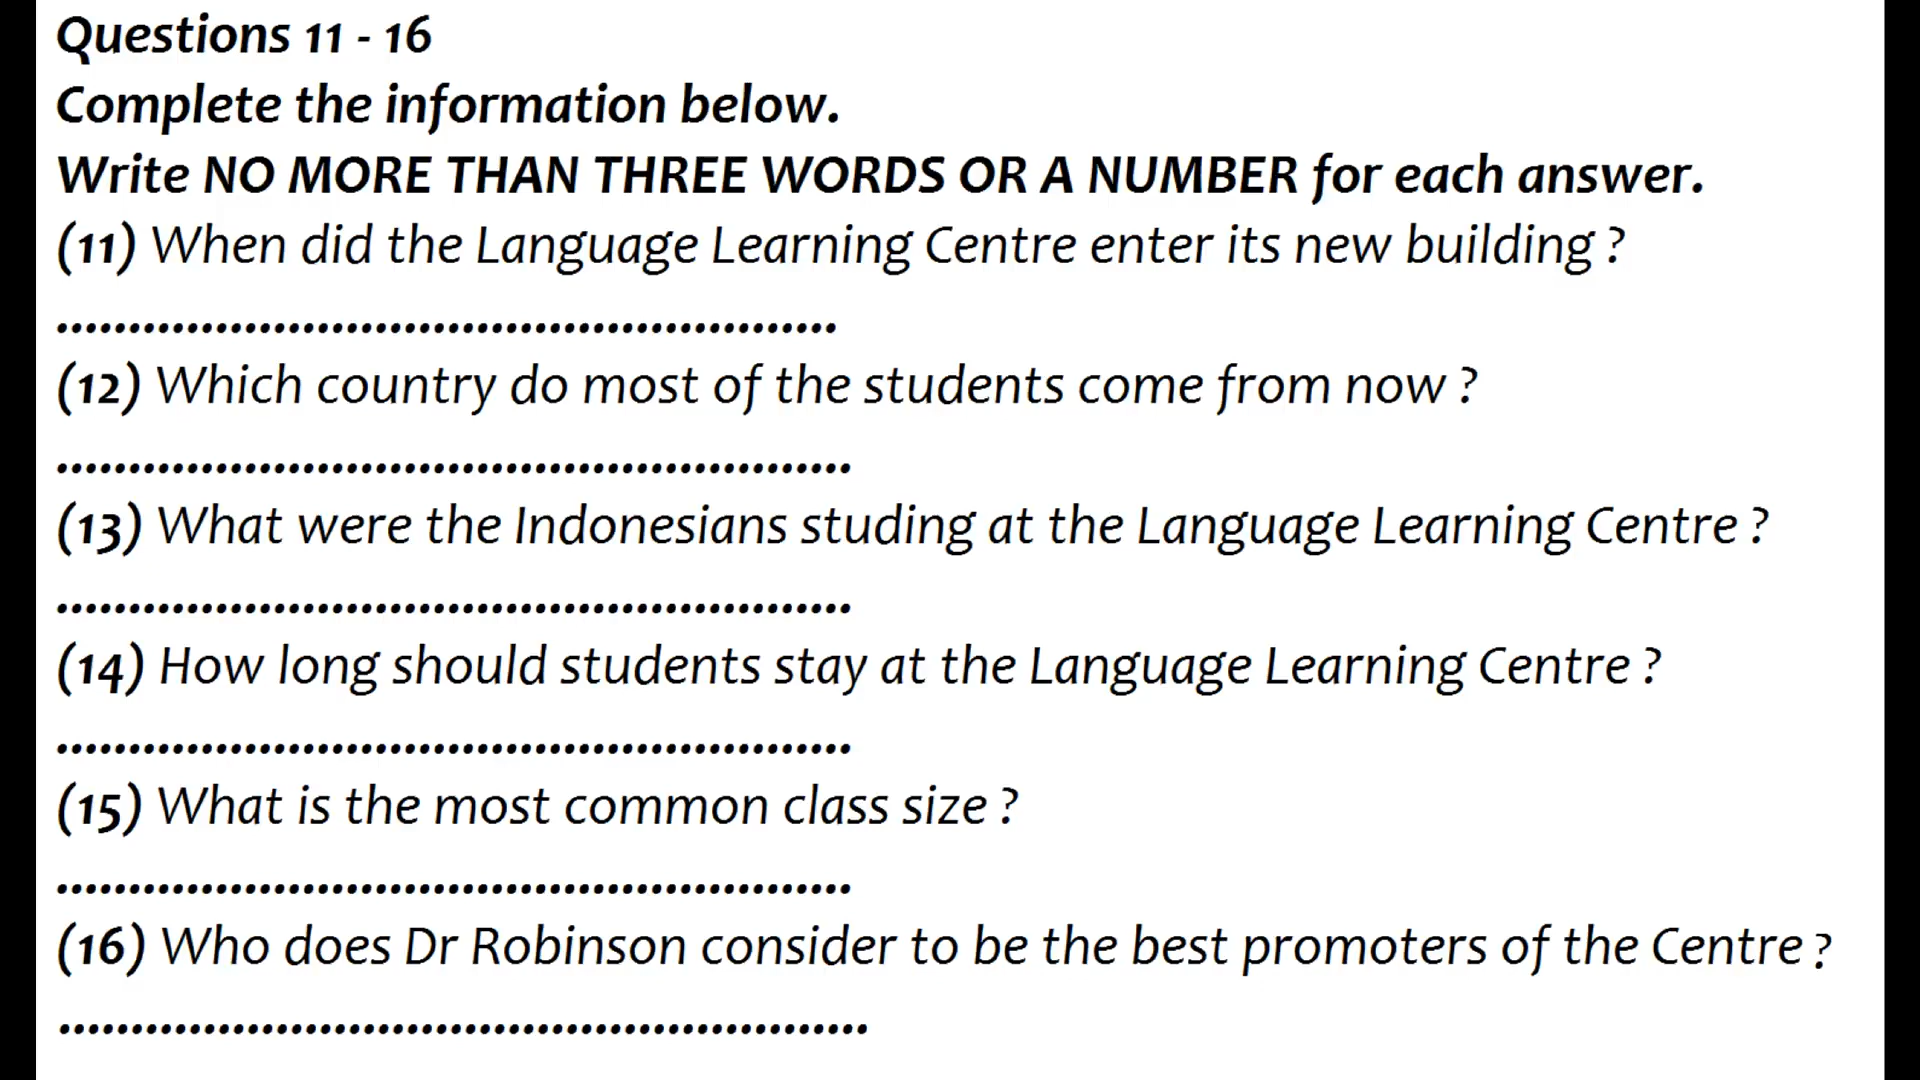 Questions 11 - 16
Complete the information below.
Write NO MORE THAN THREE WORDS OR A NUMBER for each answer.
(11) When did the Language Learning Centre enter its new building ?
......................................................
(12) Which country do most of the students come from now ?
.......................................................
(13) What were the Indonesians studing at the Language Learning Centre ?
.......................................................
(14) How long should students stay at the Language Learning Centre ?
.......................................................
(15) What is the most common class size ?
.......................................................
(16) Who does Dr Robinson consider to be the best promoters of the Centre ?
........................................................